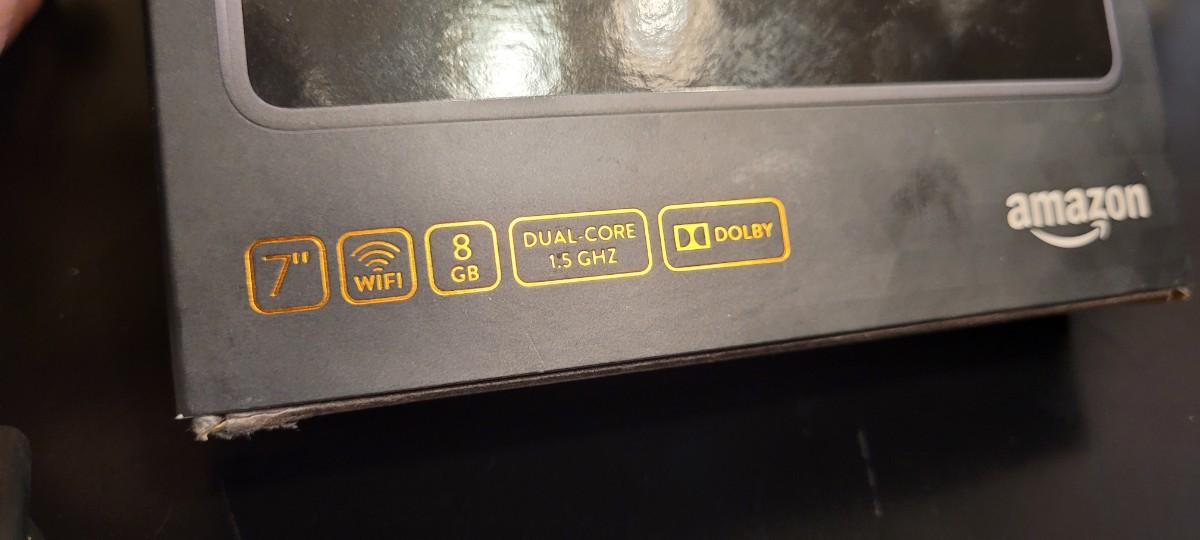 7"
WiFi
8
GB
DUAL-CORE
1.5 GHZ
DOLBY
amazon